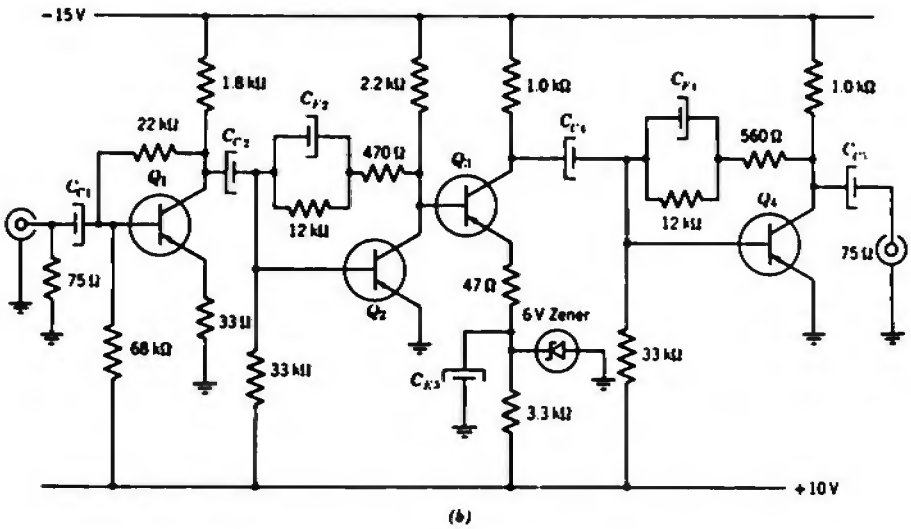 −15 V
1.8 kΩ
2.2 kΩ
1.0 kΩ
1.0 kΩ
22 kΩ
C_C2
C_F2
470 Ω
C_F4
560 Ω
C_C1
Q1
Q3
Q4
12 kΩ
12 kΩ
75 Ω
47 Ω
75 Ω
Q2
33 Ω
6 V Zener
68 kΩ
33 kΩ
C_E3
33 kΩ
3.3 kΩ
+10 V
(b)